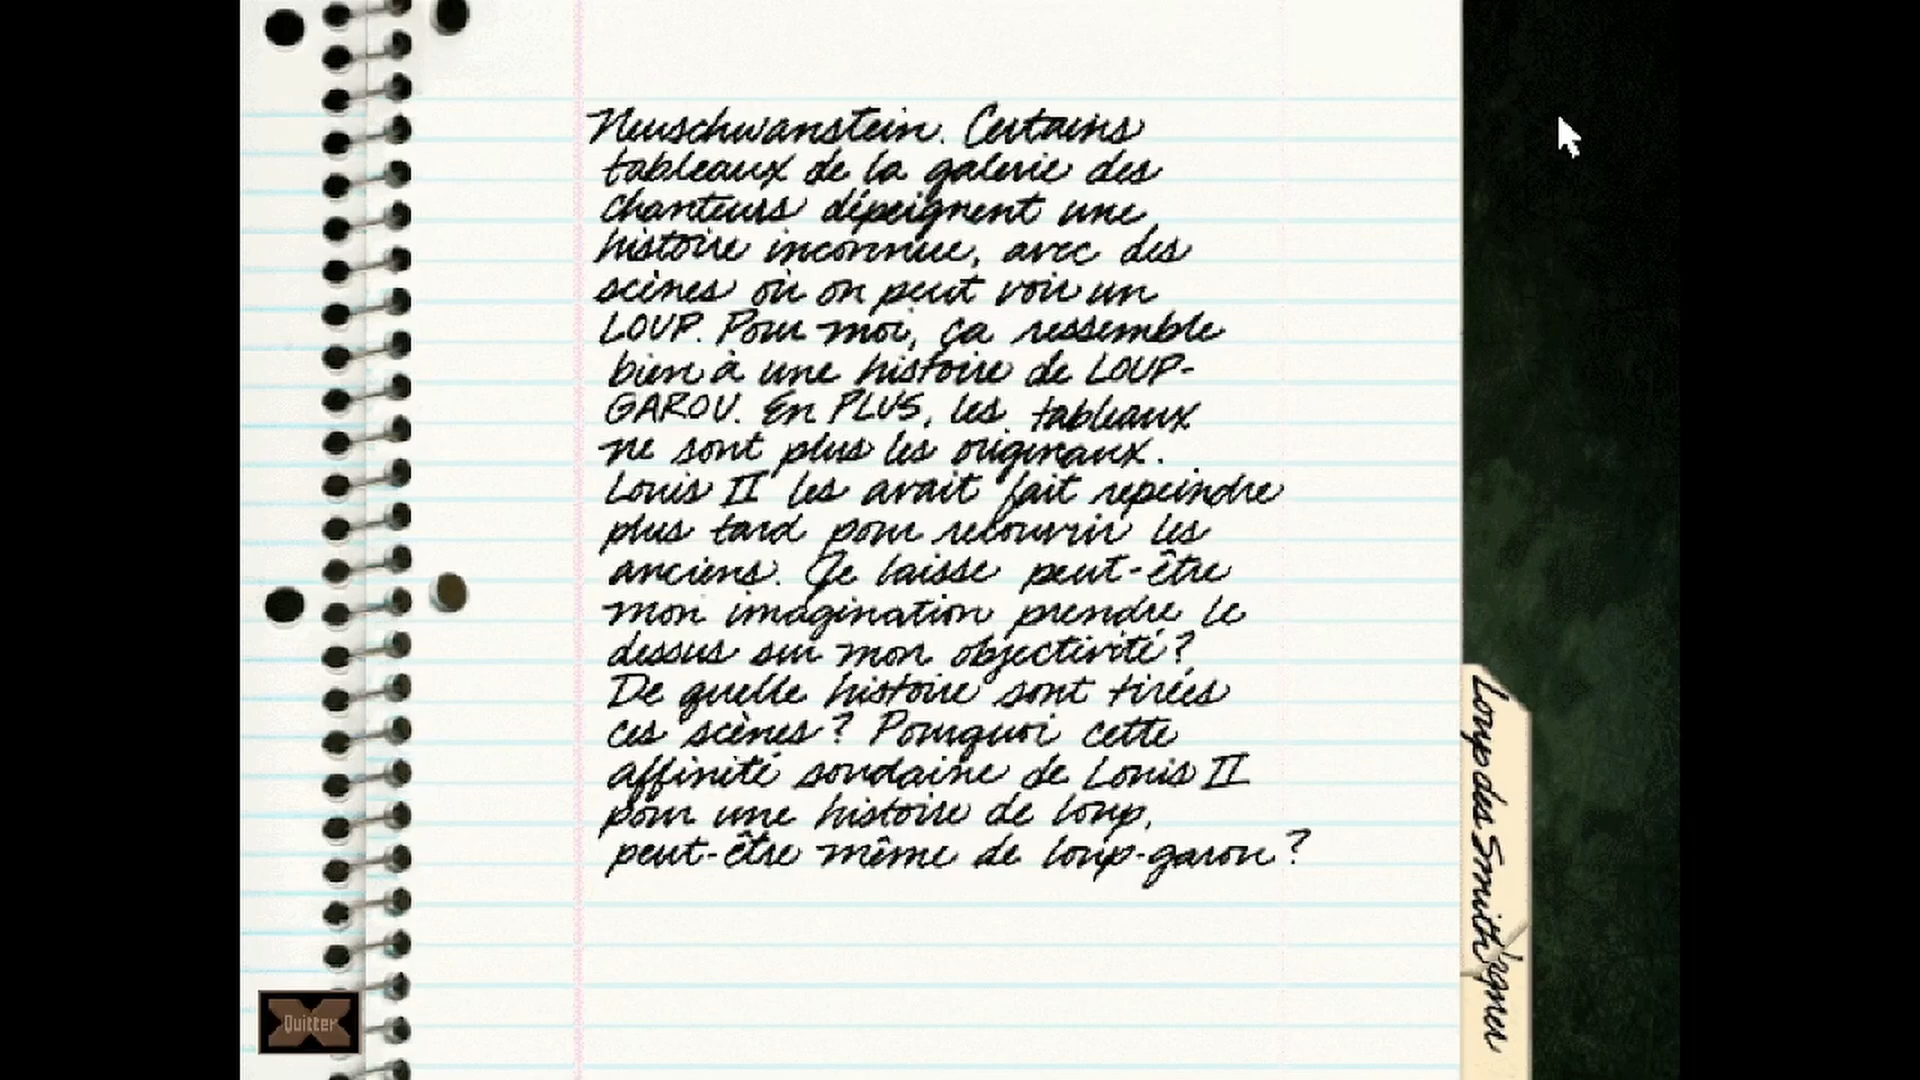 Neuschwanstein. Certains
tableaux de la galerie des
chanteurs dépeignent une
histoire inconnue, avec des
scènes où on peut voir un
LOUP. Pour moi, ça ressemble
bien à une histoire de LOUP-
GAROU. En PLUS, les tableaux
ne sont plus les originaux.
Louis II les avait fait repeindre
plus tard pour recouvrir les
anciens. Je laisse peut-être
mon imagination prendre le
dessus sur mon objectivité?
De quelle histoire sont tirées
ces scènes? Pourquoi cette
affinité soudaine de Louis II
pour une histoire de loup,
peut-être même de loup-garou?
Loup des Smith
Quitter